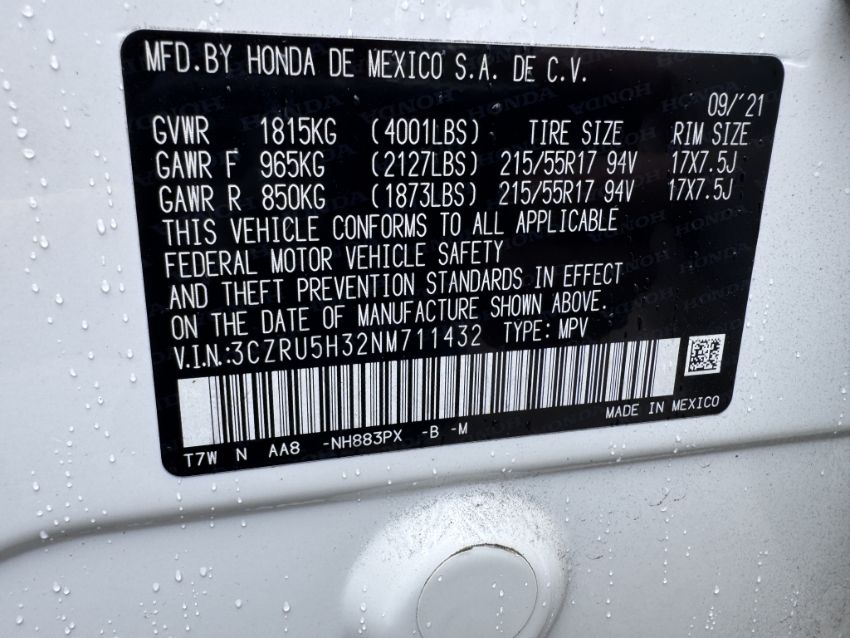 MFD.BY HONDA DE MEXICO S.A. DE C.V.
09/'21
GVWR 1815KG (4001LBS) TIRE SIZE RIM SIZE
GAWR F 965KG (2127LBS) 215/55R17 94V 17X7.5J
GAWR R 850KG (1873LBS) 215/55R17 94V 17X7.5J
THIS VEHICLE CONFORMS TO ALL APPLICABLE
FEDERAL MOTOR VEHICLE SAFETY
AND THEFT PREVENTION STANDARDS IN EFFECT
ON THE DATE OF MANUFACTURE SHOWN ABOVE.
V.I.N.:3CZRU5H32NM711432 TYPE: MPV
MADE IN MEXICO
T7W N AA8 -NH883PX -B -M